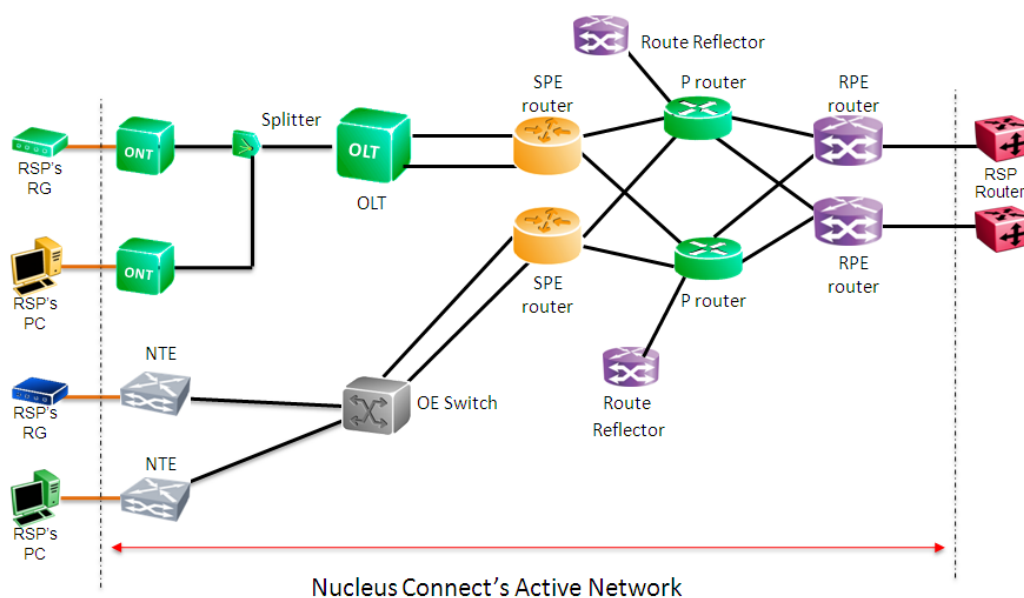 Route Reflector
SPE
router
P router
RPE
router
Splitter
ONT
OLT
RSP's
RG
OLT
RSP
Router
ONT
RSP's
PC
SPE
router
P router
RPE
router
NTE
RSP's
RG
OE Switch
Route
Reflector
NTE
RSP's
PC
Nucleus Connect's Active Network